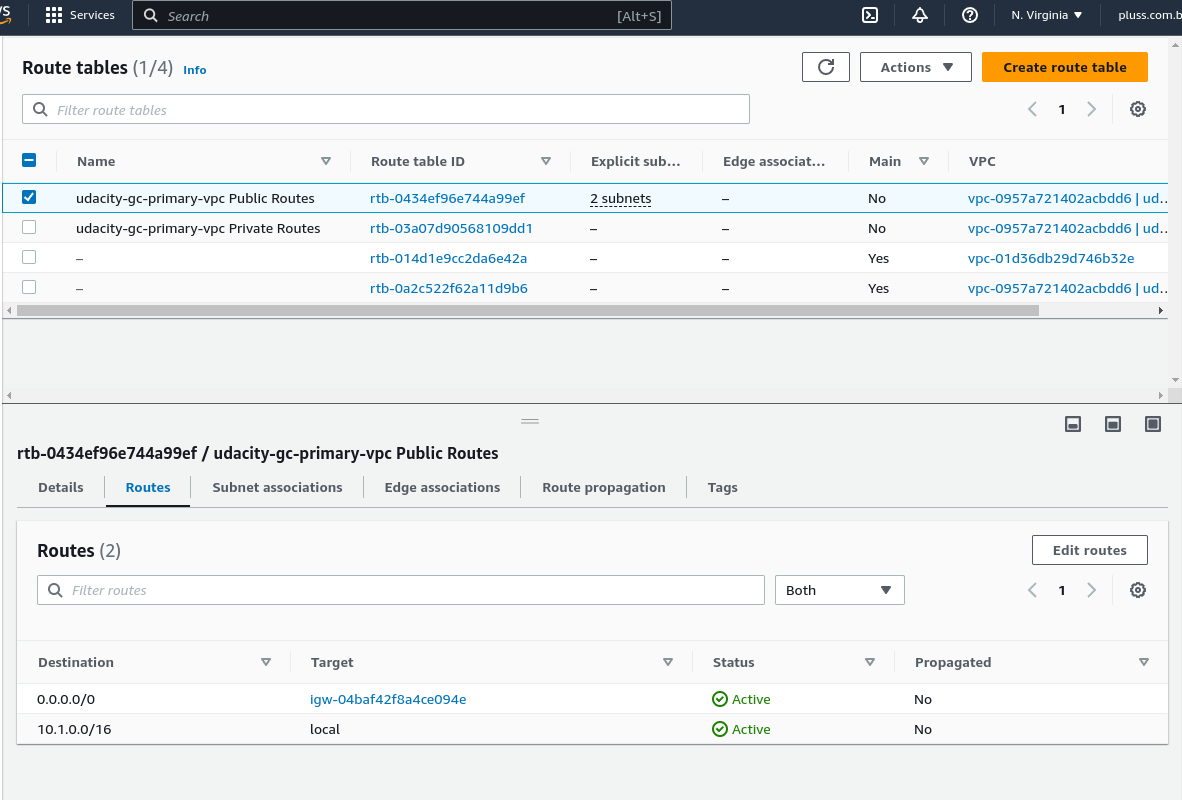 Services
Search [Alt+S]
N. Virginia
pluss.com.b
Route tables (1/4) Info
Actions
Create route table
Filter route tables
1
Name Route table ID Explicit sub... Edge associat... Main VPC
udacity-gc-primary-vpc Public Routes rtb-0434ef96e744a99ef 2 subnets – – No vpc-0957a721402acbdd6 | ud...
udacity-gc-primary-vpc Private Routes rtb-03a07d90568109dd1 – – No vpc-0957a721402acbdd6 | ud...
– rtb-014d1e9cc2da6e42a – – Yes vpc-01d36db29d746b32e
– rtb-0a2c522f62a11d9b6 – – Yes vpc-0957a721402acbdd6 | ud...
rtb-0434ef96e744a99ef / udacity-gc-primary-vpc Public Routes
Details Routes Subnet associations Edge associations Route propagation Tags
Routes (2)
Edit routes
Filter routes
Both
1
Destination Target Status Propagated
0.0.0.0/0 igw-04baf42f8a4ce094e Active No
10.1.0.0/16 local Active No